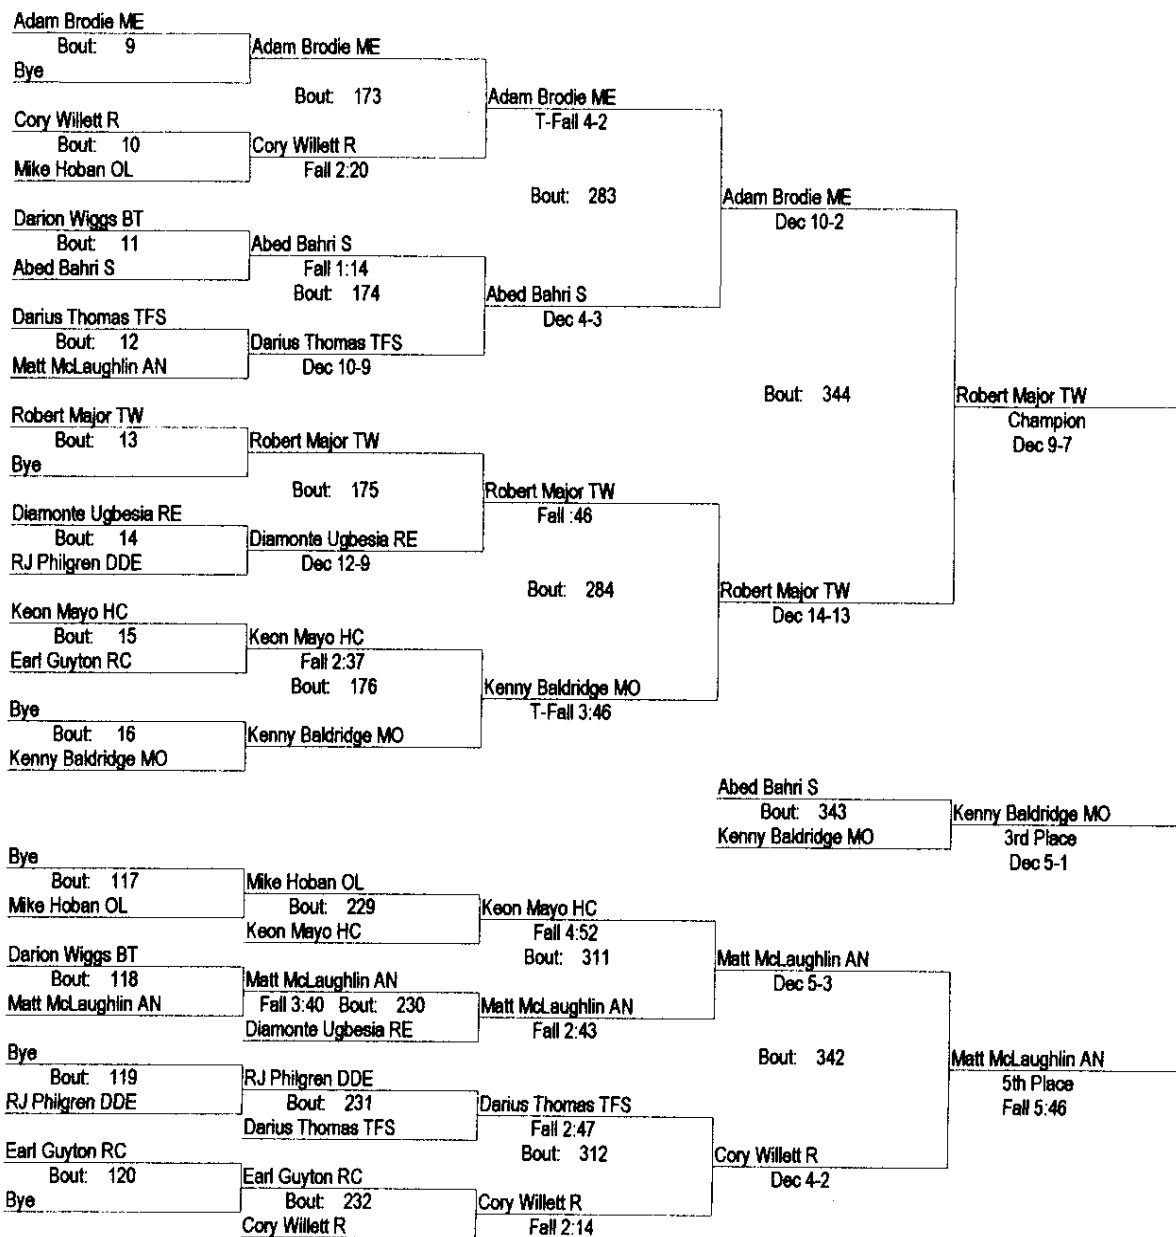 Adam Brodie ME
Bout: 9
Bye
Adam Brodie ME
Bout: 173
Cory Willett R
Bout: 10
Mike Hoban OL
Cory Willett R
Fall 2:20
Adam Brodie ME
T-Fall 4-2
Bout: 283
Darion Wiggs BT
Bout: 11
Abed Bahri S
Abed Bahri S
Fall 1:14
Bout: 174
Darius Thomas TFS
Bout: 12
Matt McLaughlin AN
Darius Thomas TFS
Dec 10-9
Abed Bahri S
Dec 4-3
Adam Brodie ME
Dec 10-2
Bout: 344
Robert Major TW
Bout: 13
Bye
Robert Major TW
Bout: 175
Diamonte Ugbesia RE
Bout: 14
RJ Philgren DDE
Diamonte Ugbesia RE
Dec 12-9
Robert Major TW
Fall :46
Bout: 284
Keon Mayo HC
Bout: 15
Earl Guyton RC
Keon Mayo HC
Fall 2:37
Bout: 176
Bye
Bout: 16
Kenny Baldridge MO
Kenny Baldridge MO
Kenny Baldridge MO
T-Fall 3:46
Robert Major TW
Dec 14-13
Robert Major TW
Champion
Dec 9-7
Abed Bahri S
Bout: 343
Kenny Baldridge MO
Kenny Baldridge MO
3rd Place
Dec 5-1
Bye
Bout: 117
Mike Hoban OL
Mike Hoban OL
Bout: 229
Keon Mayo HC
Keon Mayo HC
Fall 4:52
Bout: 311
Darion Wiggs BT
Bout: 118
Matt McLaughlin AN
Matt McLaughlin AN
Fall 3:40 Bout: 230
Diamonte Ugbesia RE
Matt McLaughlin AN
Fall 2:43
Matt McLaughlin AN
Dec 5-3
Bout: 342
Bye
Bout: 119
RJ Philgren DDE
RJ Philgren DDE
Bout: 231
Darius Thomas TFS
Darius Thomas TFS
Fall 2:47
Bout: 312
Earl Guyton RC
Bout: 120
Bye
Earl Guyton RC
Bout: 232
Cory Willett R
Cory Willett R
Fall 2:14
Cory Willett R
Dec 4-2
Matt McLaughlin AN
5th Place
Fall 5:46